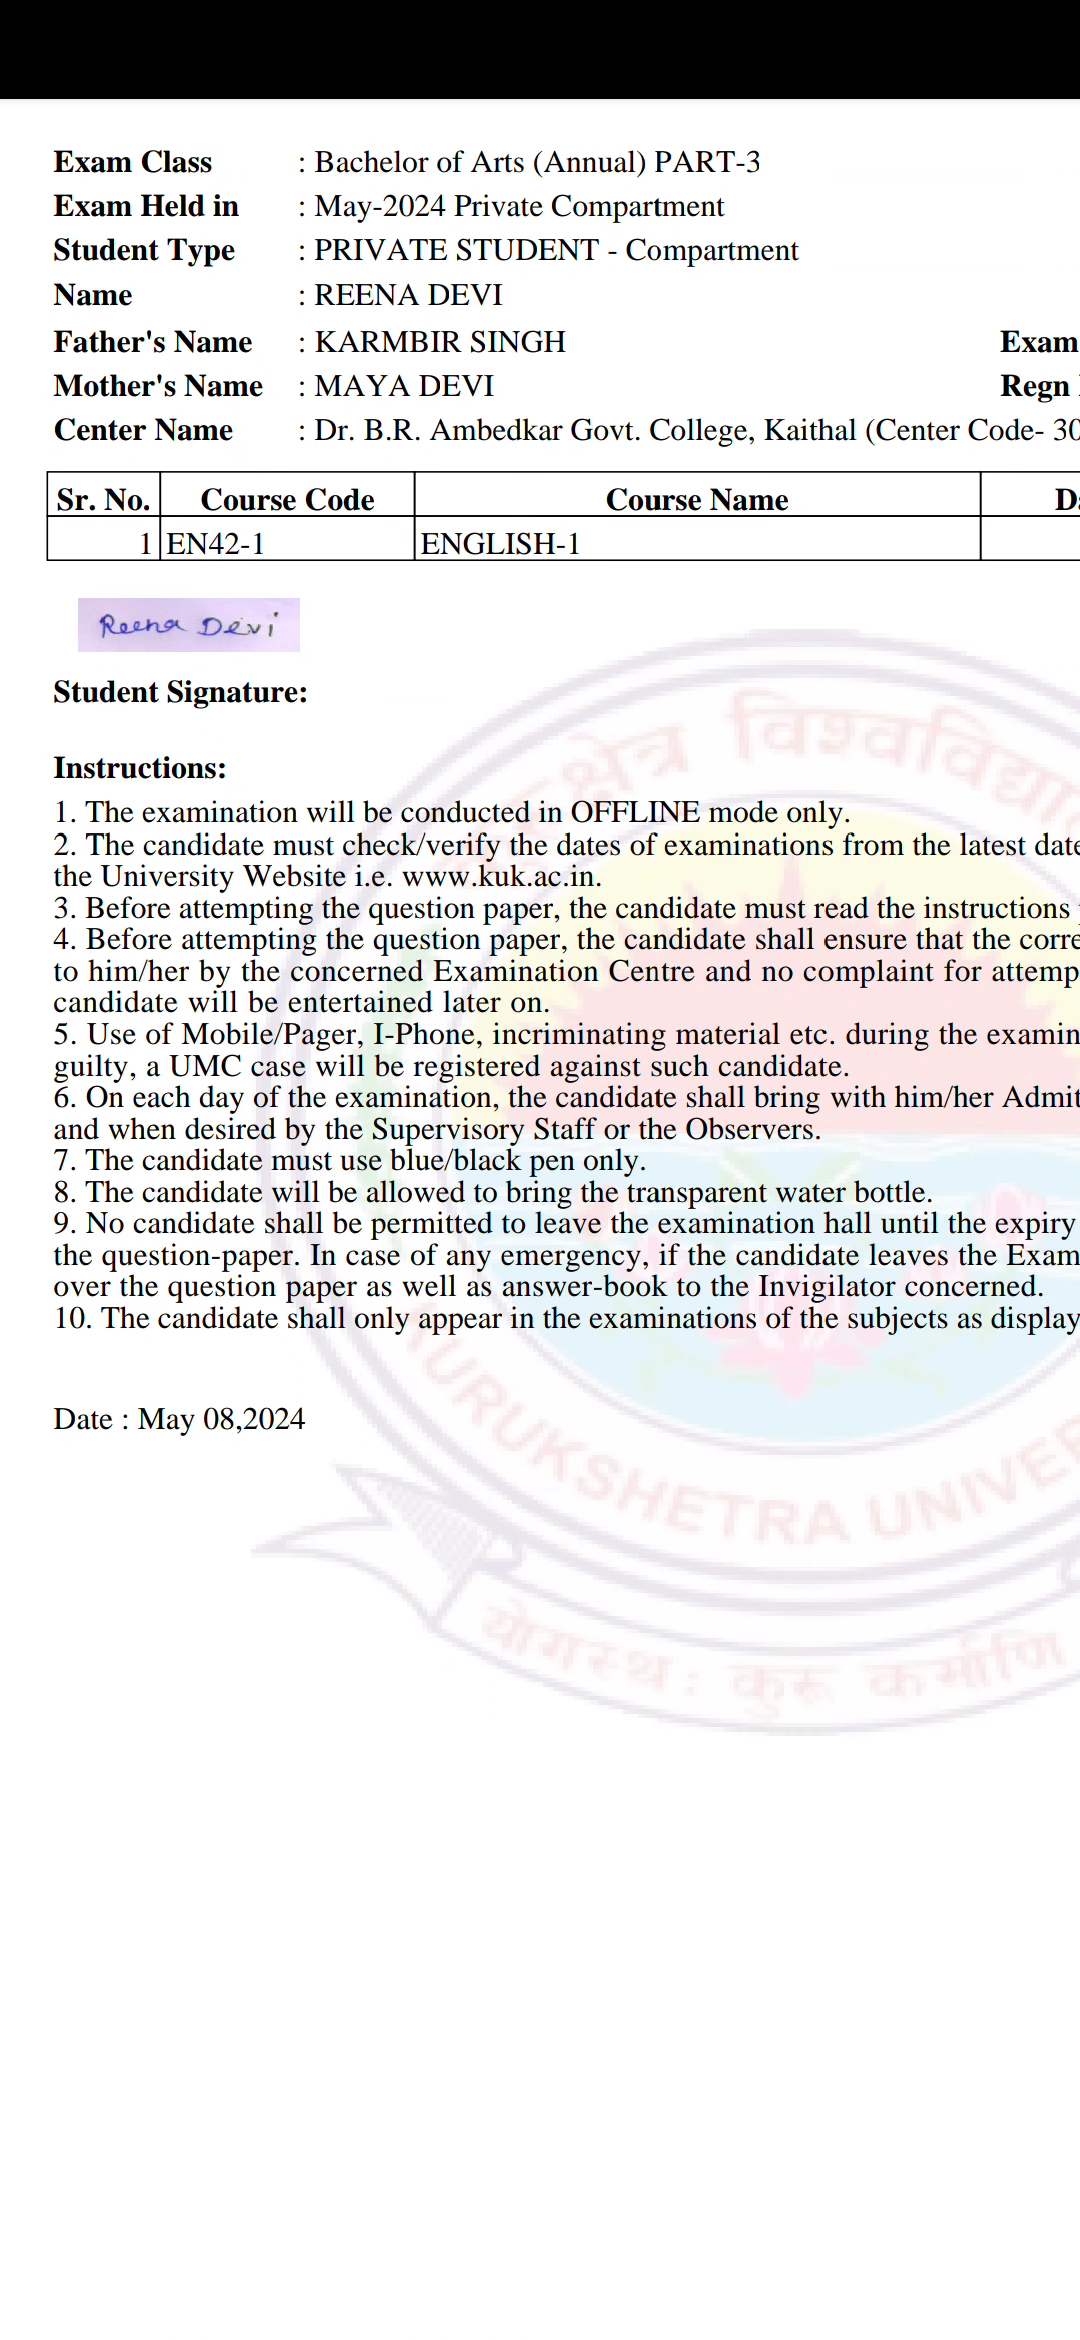 Exam Class : Bachelor of Arts (Annual) PART-3
Exam Held in : May-2024 Private Compartment
Student Type : PRIVATE STUDENT - Compartment
Name : REENA DEVI
Father's Name : KARMBIR SINGH Exam
Mother's Name : MAYA DEVI Regn
Center Name : Dr. B.R. Ambedkar Govt. College, Kaithal (Center Code- 30
Sr. No. Course Code Course Name
1 EN42-1 ENGLISH-1
Reena Devi
Student Signature:
Instructions:
1. The examination will be conducted in OFFLINE mode only.
2. The candidate must check/verify the dates of examinations from the latest date
the University Website i.e. www.kuk.ac.in.
3. Before attempting the question paper, the candidate must read the instructions
4. Before attempting the question paper, the candidate shall ensure that the corre
to him/her by the concerned Examination Centre and no complaint for attemp
candidate will be entertained later on.
5. Use of Mobile/Pager, I-Phone, incriminating material etc. during the examin
guilty, a UMC case will be registered against such candidate.
6. On each day of the examination, the candidate shall bring with him/her Admit
and when desired by the Supervisory Staff or the Observers.
7. The candidate must use blue/black pen only.
8. The candidate will be allowed to bring the transparent water bottle.
9. No candidate shall be permitted to leave the examination hall until the expiry
the question-paper. In case of any emergency, if the candidate leaves the Exam
over the question paper as well as answer-book to the Invigilator concerned.
10. The candidate shall only appear in the examinations of the subjects as display
Date : May 08,2024
विश्वविद्या
KURUKSHETRA UNIVER
योगस्थः कुरु कर्माणि